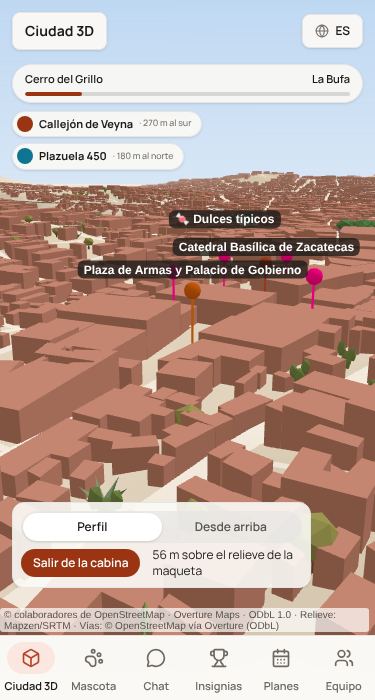 Ciudad 3D
ES
Cerro del Grillo
La Bufa
Callejón de Veyna · 270 m al sur
Plazuela 450 · 180 m al norte
🍬 Dulces típicos
Catedral Basílica de Zacatecas
Plaza de Armas y Palacio de Gobierno
Perfil
Desde arriba
Salir de la cabina
56 m sobre el relieve de la
maqueta
© colaboradores de OpenStreetMap · Overture Maps · ODbL 1.0 · Relieve:
Mapzen/SRTM · Vías: © OpenStreetMap vía Overture (ODbL)
Ciudad 3D
Mascota
Chat
Insignias
Planes
Equipo